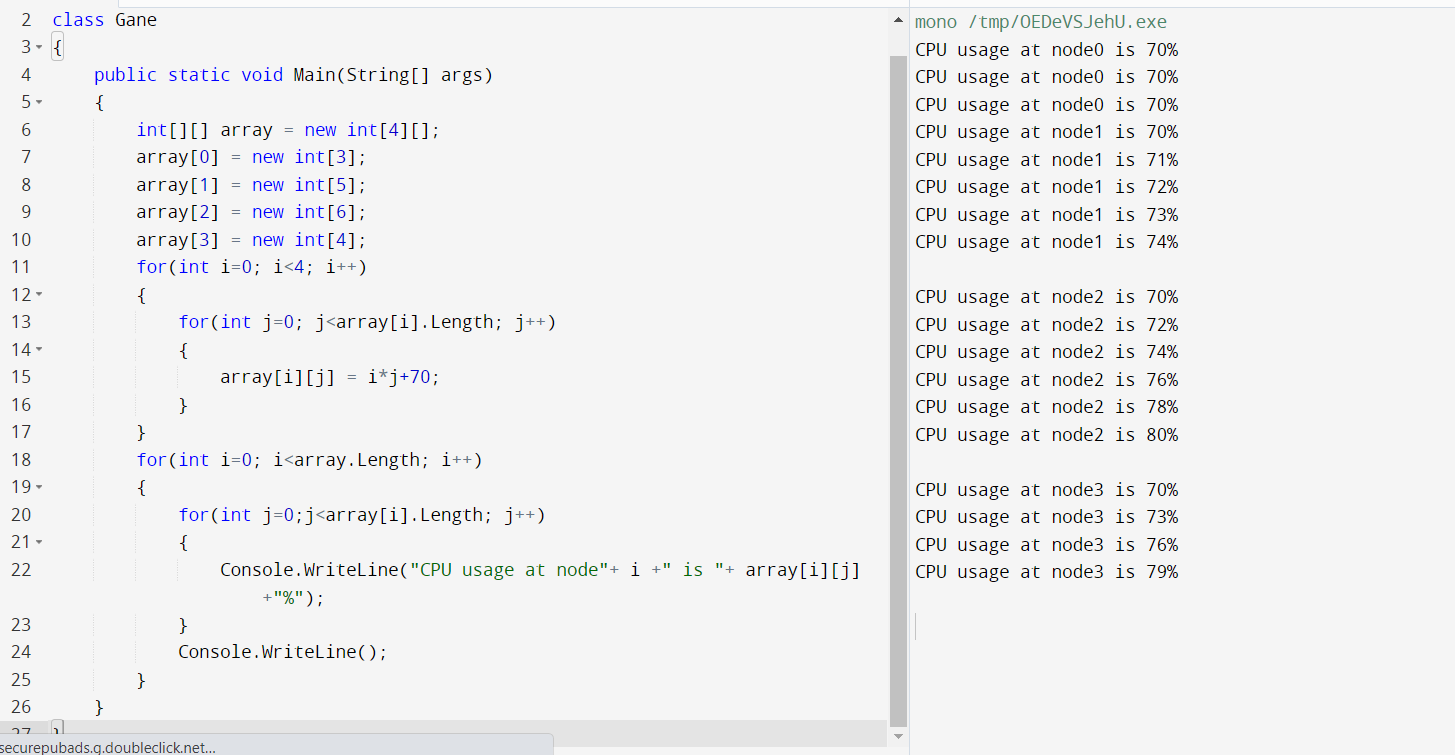 2 class Gane
3 {
4 public static void Main(String[] args)
5 {
6 int[][] array = new int[4][];
7 array[0] = new int[3];
8 array[1] = new int[5];
9 array[2] = new int[6];
10 array[3] = new int[4];
11 for(int i=0; i<4; i++)
12 {
13 for(int j=0; j<array[i].Length; j++)
14 {
15 array[i][j] = i*j+70;
16 }
17 }
18 for(int i=0; i<array.Length; i++)
19 {
20 for(int j=0;j<array[i].Length; j++)
21 {
22 Console.WriteLine("CPU usage at node"+ i +" is "+ array[i][j]
+"%");
23 }
24 Console.WriteLine();
25 }
26 }
27 }
securepubads.g.doubleclick.net...
mono /tmp/OEDeVSJehU.exe
CPU usage at node0 is 70%
CPU usage at node0 is 70%
CPU usage at node0 is 70%
CPU usage at node1 is 70%
CPU usage at node1 is 71%
CPU usage at node1 is 72%
CPU usage at node1 is 73%
CPU usage at node1 is 74%
CPU usage at node2 is 70%
CPU usage at node2 is 72%
CPU usage at node2 is 74%
CPU usage at node2 is 76%
CPU usage at node2 is 78%
CPU usage at node2 is 80%
CPU usage at node3 is 70%
CPU usage at node3 is 73%
CPU usage at node3 is 76%
CPU usage at node3 is 79%